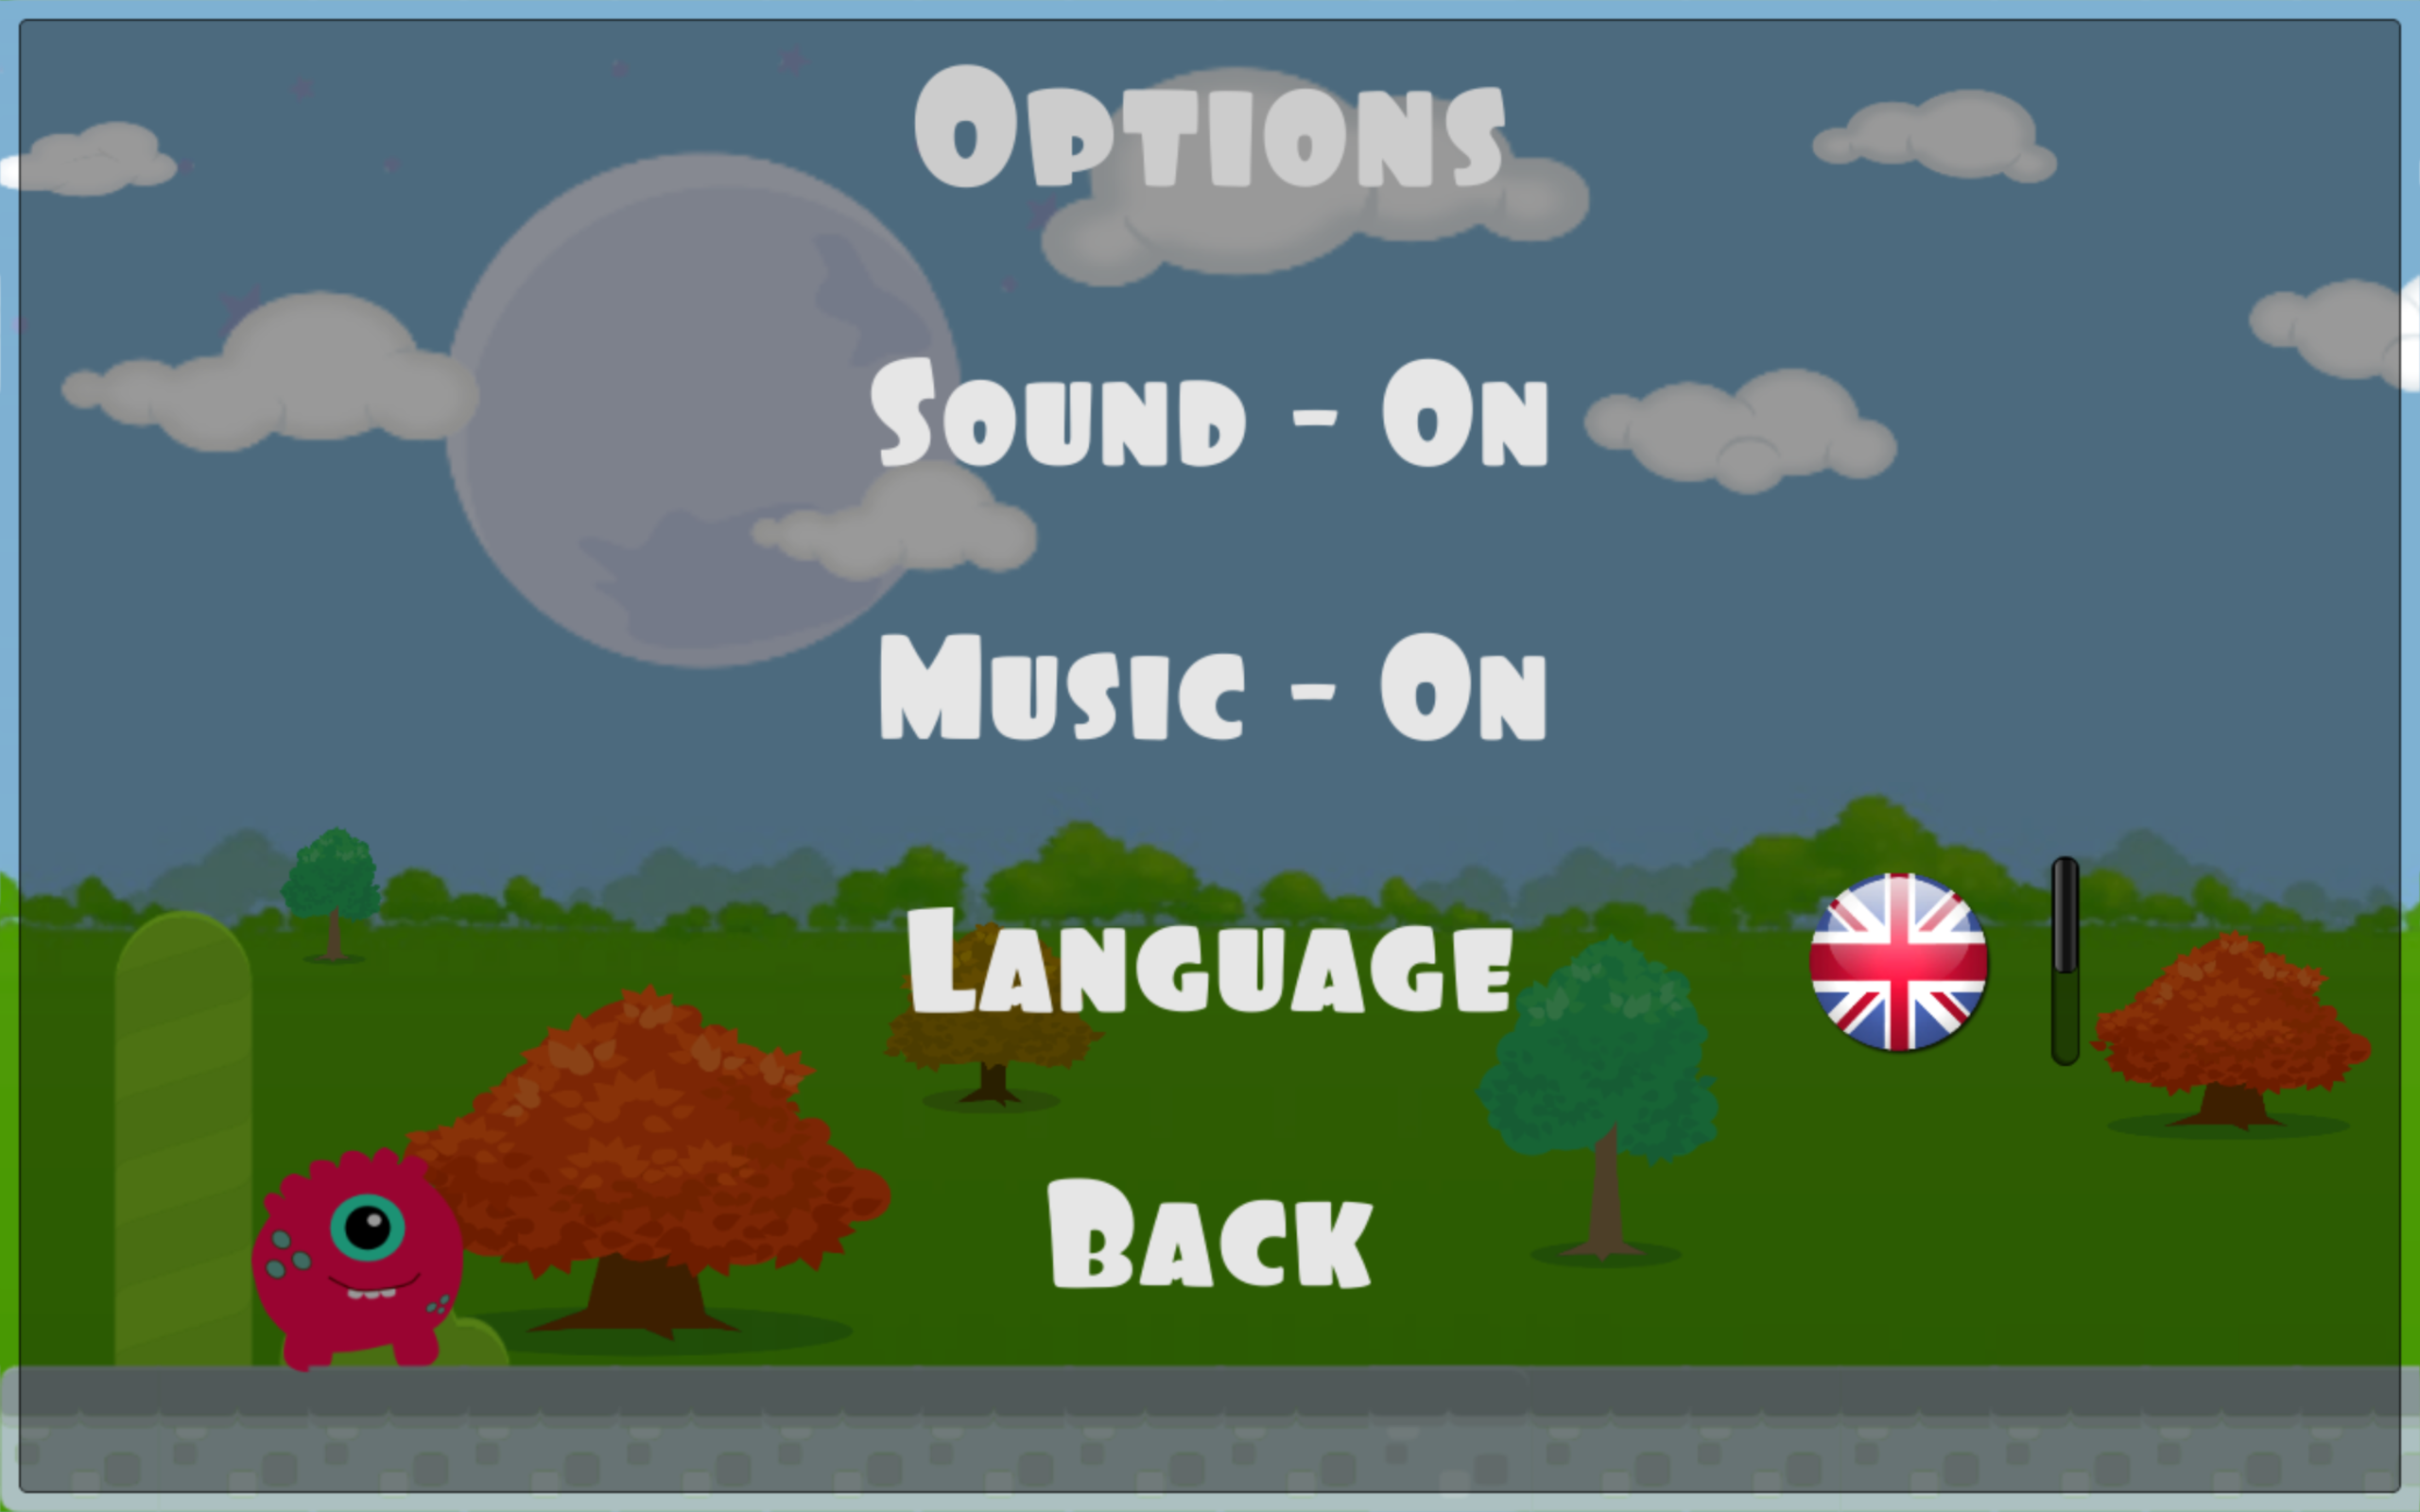 Options
Sound - On
Music - On
Language
Back